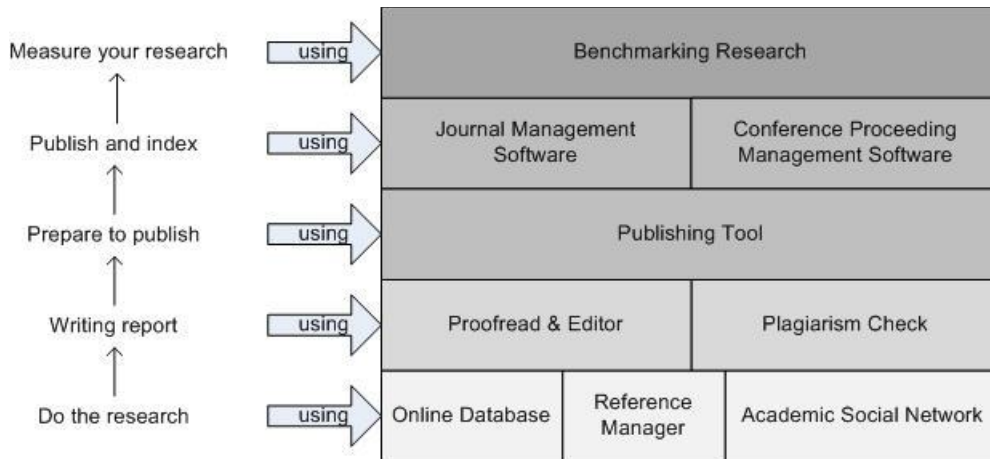 Measure your research
using
Benchmarking Research
Publish and index
using
Journal Management
Software
Conference Proceeding
Management Software
Prepare to publish
using
Publishing Tool
Writing report
using
Proofread & Editor
Plagiarism Check
Do the research
using
Online Database
Reference
Manager
Academic Social Network